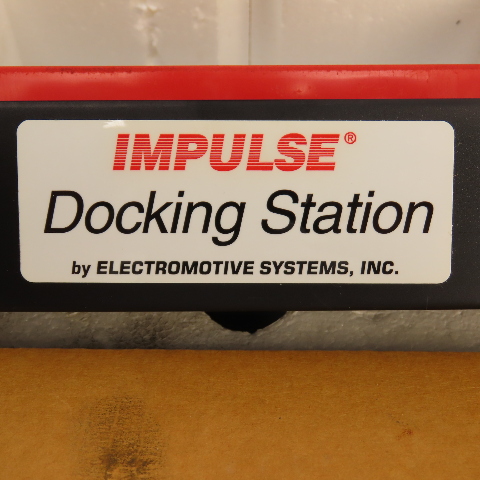 IMPULSE®
Docking Station
by ELECTROMOTIVE SYSTEMS, INC.